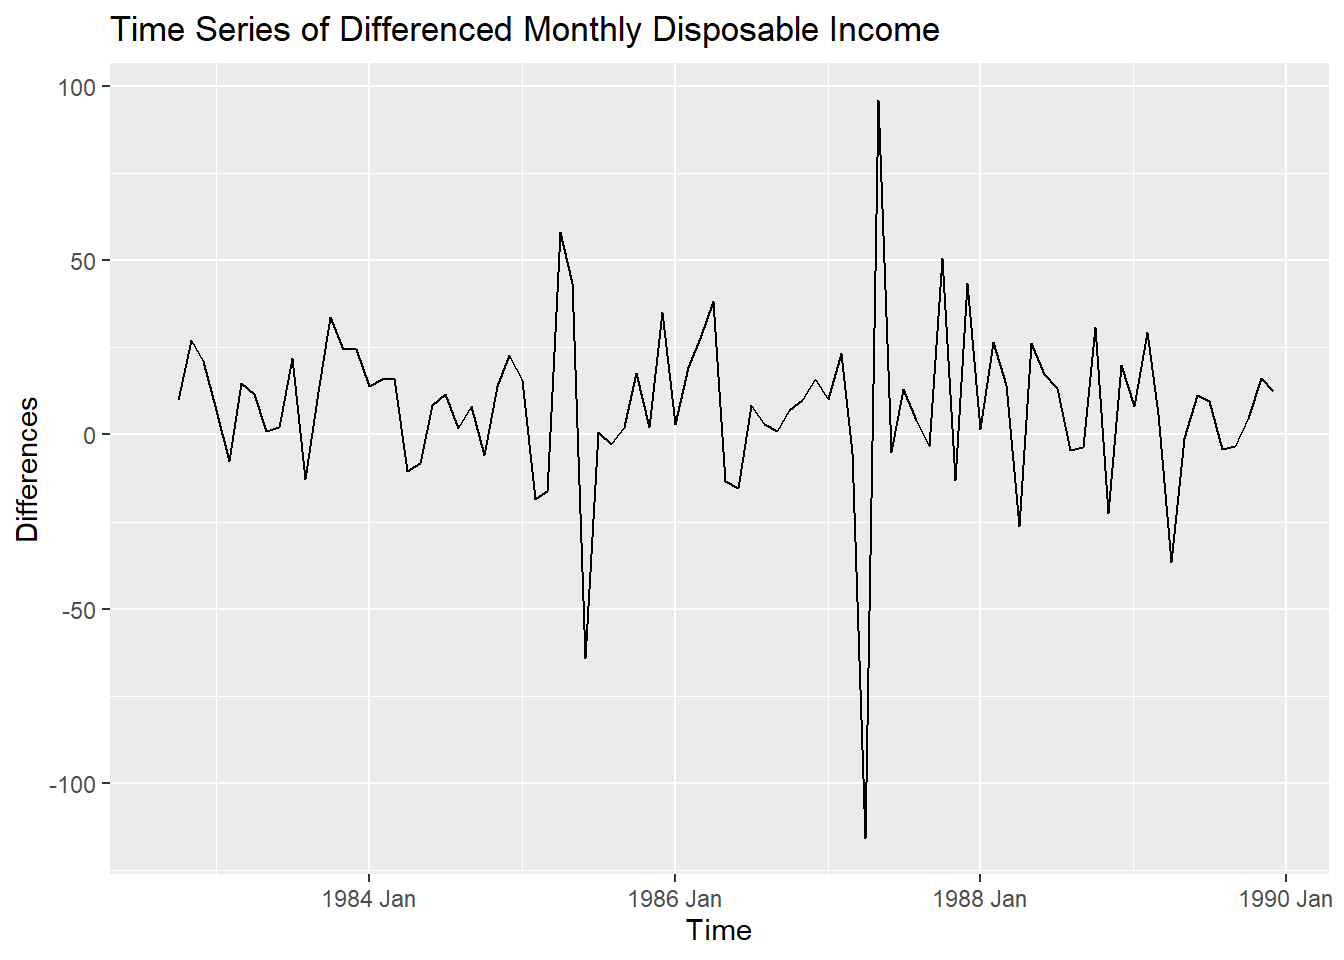 Time Series of Differenced Monthly Disposable Income
100
50
0
-50
-100
Differences
1984 Jan
1986 Jan
1988 Jan
1990 Jan
Time